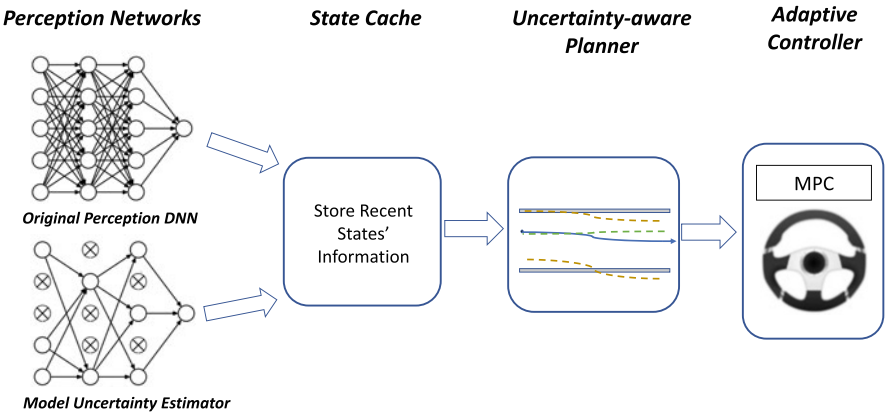 Perception Networks
State Cache
Uncertainty-aware
Planner
Adaptive
Controller
Original Perception DNN
Model Uncertainty Estimator
Store Recent
States'
Information
MPC